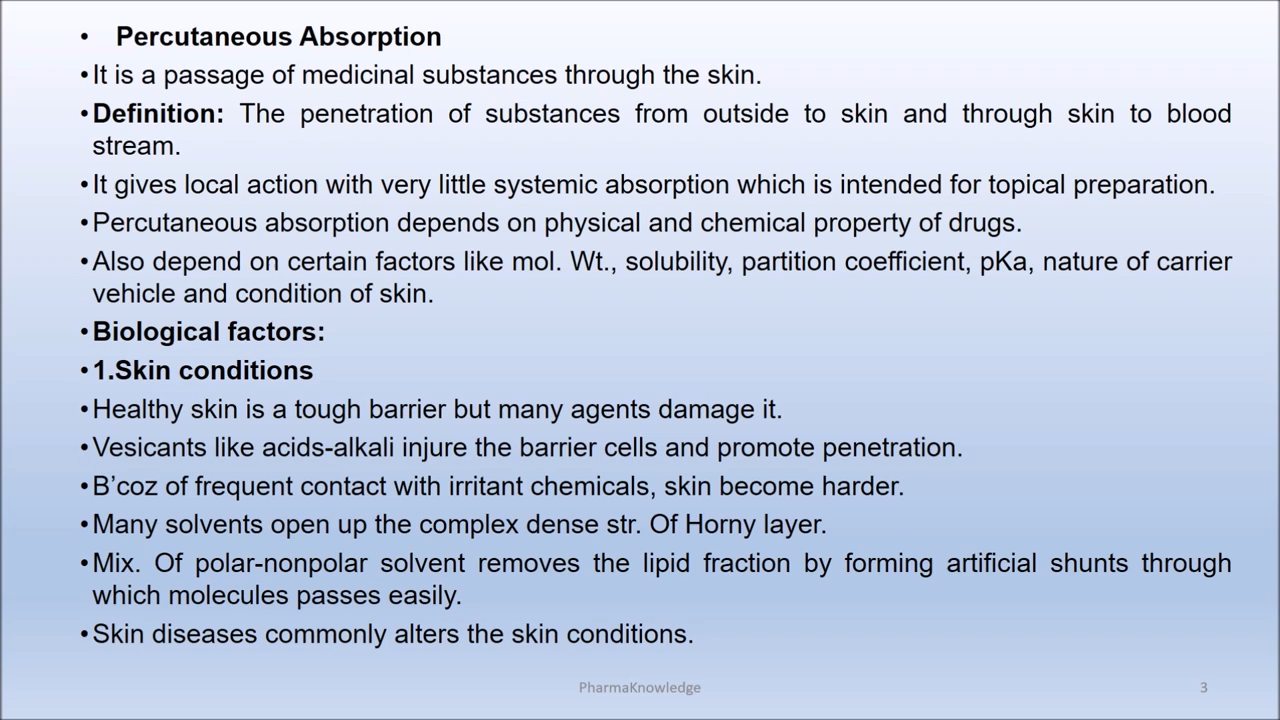 • Percutaneous Absorption
•It is a passage of medicinal substances through the skin.
•Definition: The penetration of substances from outside to skin and through skin to blood
stream.
•It gives local action with very little systemic absorption which is intended for topical preparation.
•Percutaneous absorption depends on physical and chemical property of drugs.
•Also depend on certain factors like mol. Wt., solubility, partition coefficient, pKa, nature of carrier
vehicle and condition of skin.
•Biological factors:
•1.Skin conditions
•Healthy skin is a tough barrier but many agents damage it.
•Vesicants like acids-alkali injure the barrier cells and promote penetration.
•B’coz of frequent contact with irritant chemicals, skin become harder.
•Many solvents open up the complex dense str. Of Horny layer.
•Mix. Of polar-nonpolar solvent removes the lipid fraction by forming artificial shunts through
which molecules passes easily.
•Skin diseases commonly alters the skin conditions.
PharmaKnowledge
3